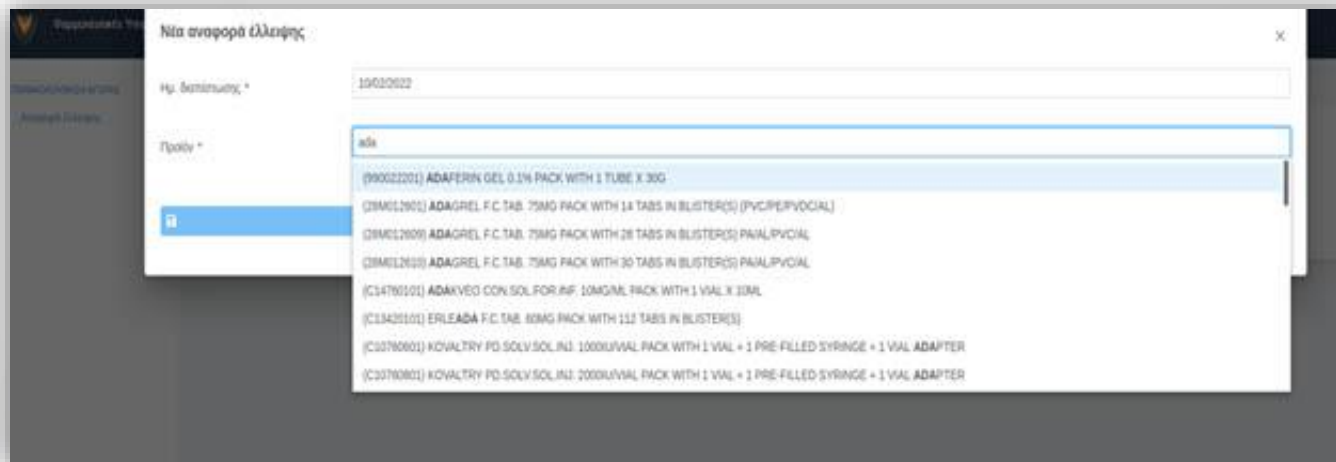 Νέα αναφορά έλλειψης
×
Ημ. διαπίστωσης *
10/02/2022
Προϊόν *
ada
(990022201) ADAFERIN GEL 0.1% PACK WITH 1 TUBE X 30G
(28M012601) ADAGREL F.C.TAB. 75MG PACK WITH 14 TABS IN BLISTER(S) (PVC/PE/PVDC/AL)
(28M012609) ADAGREL F.C.TAB. 75MG PACK WITH 28 TABS IN BLISTER(S) PA/AL/PVC/AL
(28M012610) ADAGREL F.C.TAB. 75MG PACK WITH 30 TABS IN BLISTER(S) PA/AL/PVC/AL
(C14760101) ADAKVEO CON.SOL.FOR.INF. 10MG/ML PACK WITH 1 VIAL X 10ML
(C13420101) ERLEADA F.C.TAB. 60MG PACK WITH 112 TABS IN BLISTER(S)
(C10760601) KOVALTRY PD.SOLV.SOL.INJ. 1000IU/VIAL PACK WITH 1 VIAL + 1 PRE-FILLED SYRINGE + 1 VIAL ADAPTER
(C10760801) KOVALTRY PD.SOLV.SOL.INJ. 2000IU/VIAL PACK WITH 1 VIAL + 1 PRE-FILLED SYRINGE + 1 VIAL ADAPTER